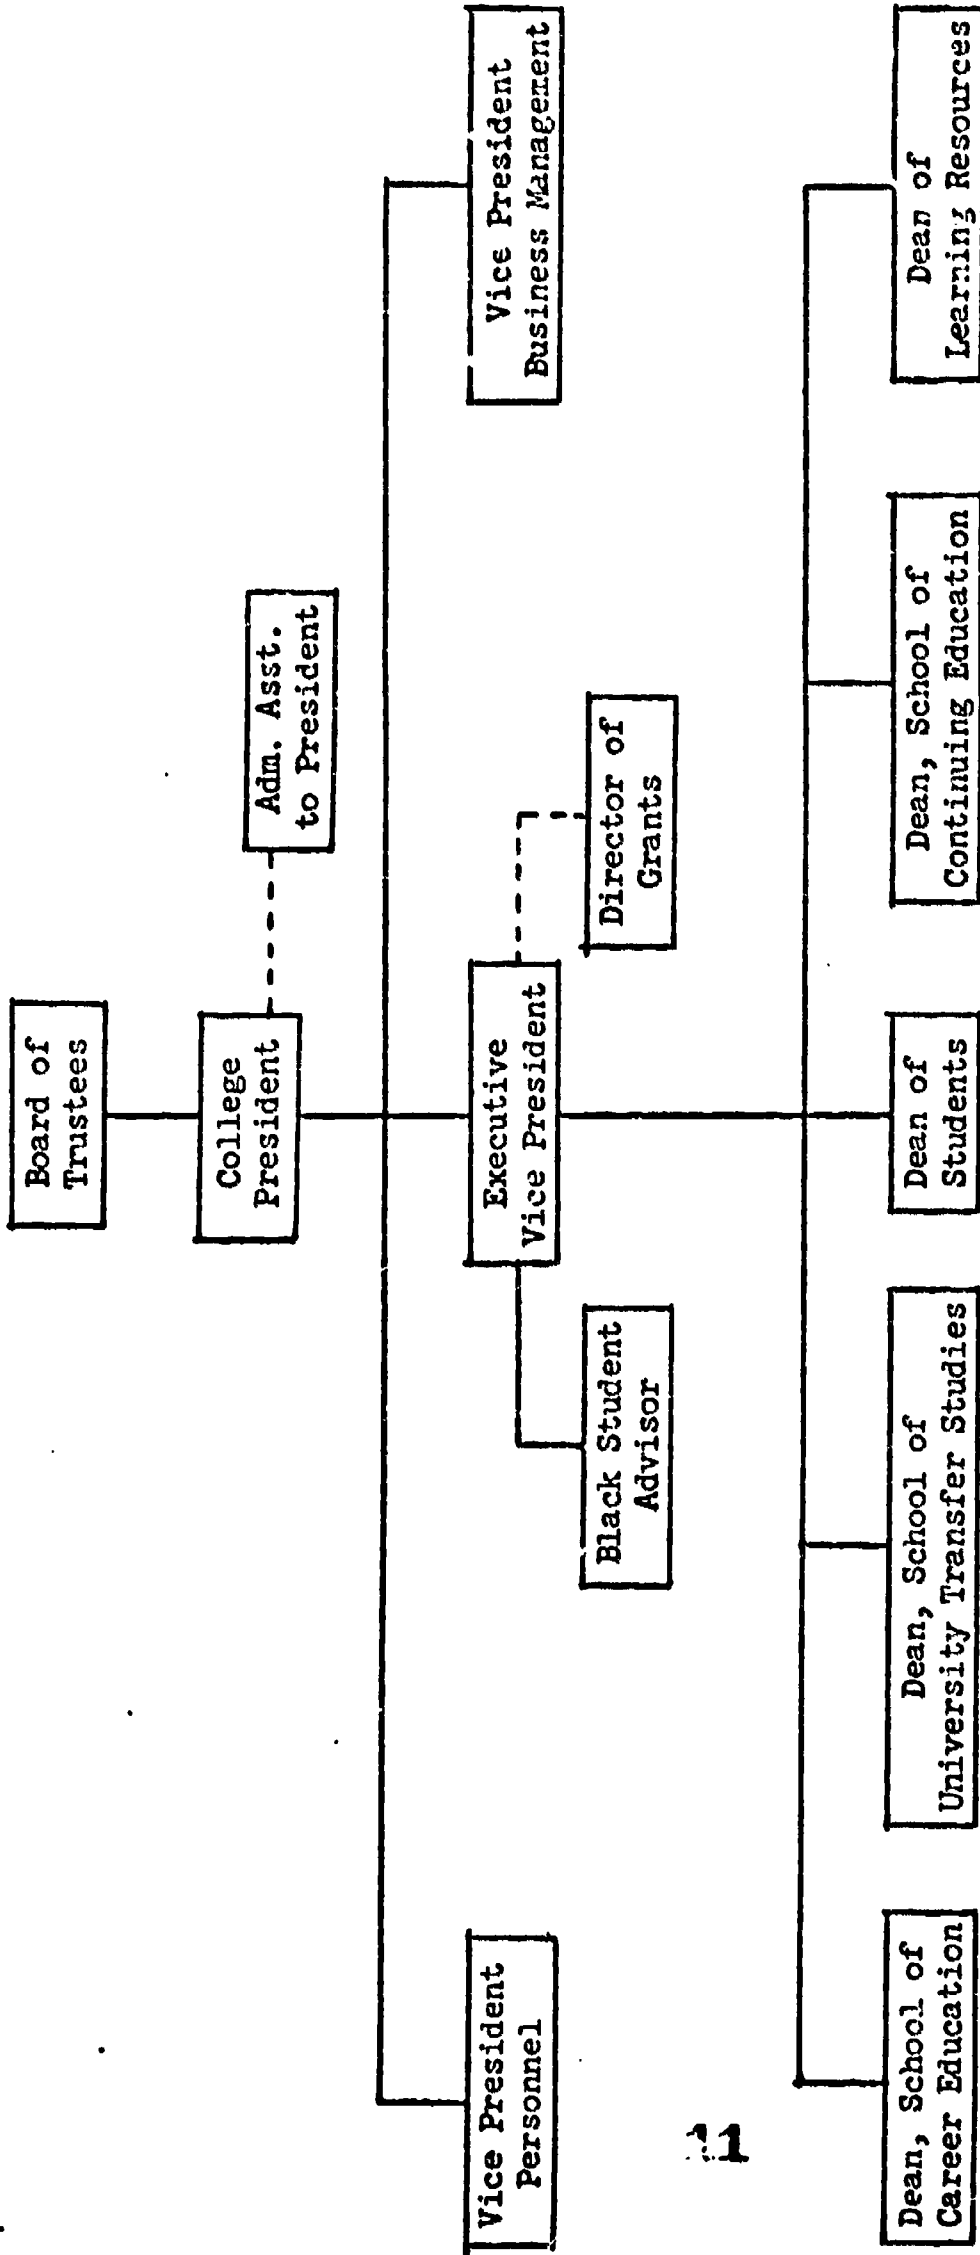 Board of
Trustees
College
President
Adm. Asst.
to President
Vice President
Personnel
Executive
Vice President
Vice President
Business Management
Black Student
Advisor
Director of
Grants
Dean, School of
Career Education
Dean, School of
University Transfer Studies
Dean of
Students
Dean, School of
Continuing Education
Dean of
Learning Resources
11